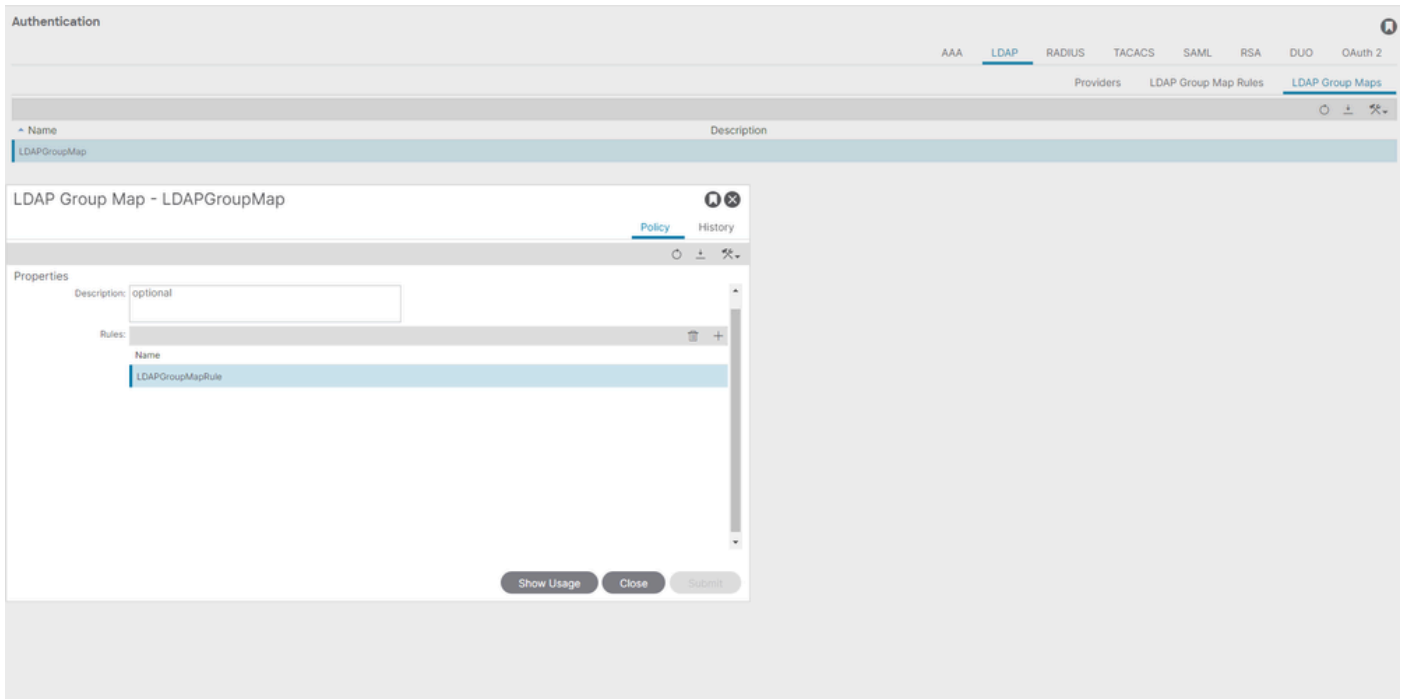 Authentication
AAA LDAP RADIUS TACACS SAML RSA DUO OAuth 2
Providers LDAP Group Map Rules LDAP Group Maps
Name Description
LDAPGroupMap
LDAP Group Map - LDAPGroupMap
Policy History
Properties
Description: optional
Rules:
Name
LDAPGroupMapRule
Show Usage Close Submit